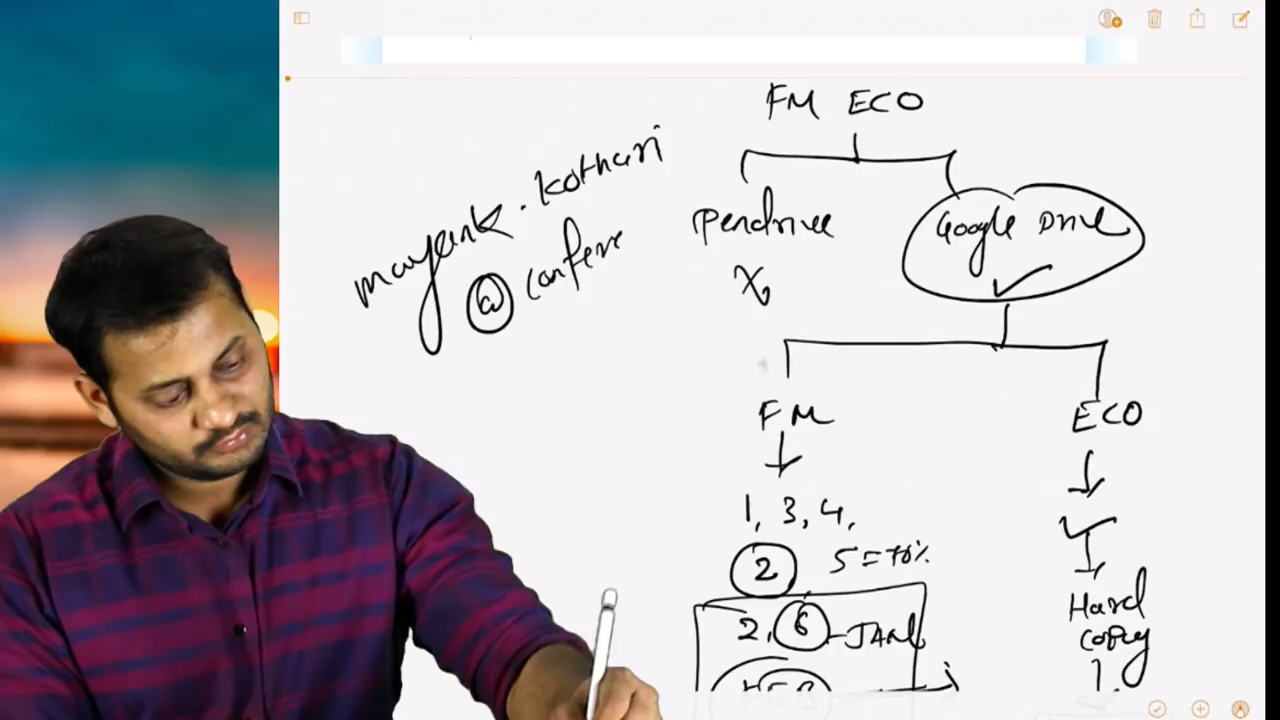 FM ECO
mayank.kothari
@ confere
Pendrive
Google Drive
FM
ECO
1, 3, 4,
2
5 = 70%
2, 6 - JAN
Hard
copy